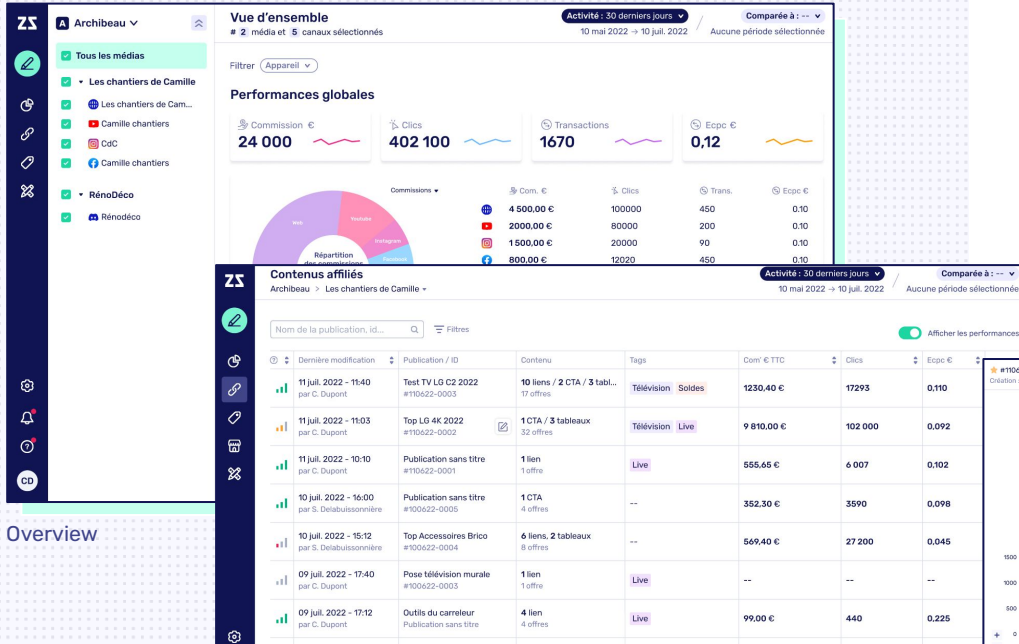 ZS
A Archibeau
Tous les médias
Les chantiers de Camille
Les chantiers de Cam...
Camille chantiers
CdC
Camille chantiers
RénoDéco
Rénodéco
CD
Vue d'ensemble
# 2 média et 5 canaux sélectionnés
Activité : 30 derniers jours
10 mai 2022 → 10 juil. 2022
/
Comparée à : --
Aucune période sélectionnée
Filtrer Appareil
Performances globales
Commission €
24 000
Clics
402 100
Transactions
1670
Ecpc €
0,12
Web
Youtube
Instagram
Facebook
Répartition
des commissions
Commissions
Com. € Clics Trans. Ecpc €
4 500,00 € 100000 450 0.10
2000,00 € 80000 200 0.10
1 500,00 € 20000 90 0.10
800,00 € 12020 450 0.10
Overview
ZS
Contenus affiliés
Archibeau > Les chantiers de Camille
Activité : 30 derniers jours
10 mai 2022 → 10 juil. 2022
/
Comparée à : --
Aucune période sélectionnée
Nom de la publication, id...
Filtres
Afficher les performances
Dernière modification Publication / ID Contenu Tags Com' € TTC Clics Ecpc €
11 juil. 2022 - 11:40 Test TV LG C2 2022 10 liens / 2 CTA / 3 tabl... Télévision Soldes 1230,40 € 17293 0,110
par C. Dupont #110622-0003 17 offres
11 juil. 2022 - 11:03 Top LG 4K 2022 1 CTA / 3 tableaux Télévision Live 9 810,00 € 102 000 0,092
par C. Dupont #110622-0002 32 offres
11 juil. 2022 - 10:10 Publication sans titre 1 lien Live 555,65 € 6 007 0,102
par C. Dupont #110622-0001 1 offre
10 juil. 2022 - 16:00 Publication sans titre 1 CTA -- 352,30 € 3590 0,098
par S. Delabuissonnière #100622-0005 4 offres
10 juil. 2022 - 15:12 Top Accessoires Brico 6 liens, 2 tableaux -- 569,40 € 27 200 0,045
par S. Delabuissonnière #100622-0004 8 offres
09 juil. 2022 - 17:40 Pose télévision murale 1 lien Live -- -- --
par C. Dupont #100622-0003 1 offre
09 juil. 2022 - 17:12 Outils du carreleur 4 lien Live 99,00 € 440 0,225
par C. Dupont Publication sans titre 4 offres
#1106
Création :
1500
1000
500
+ 0